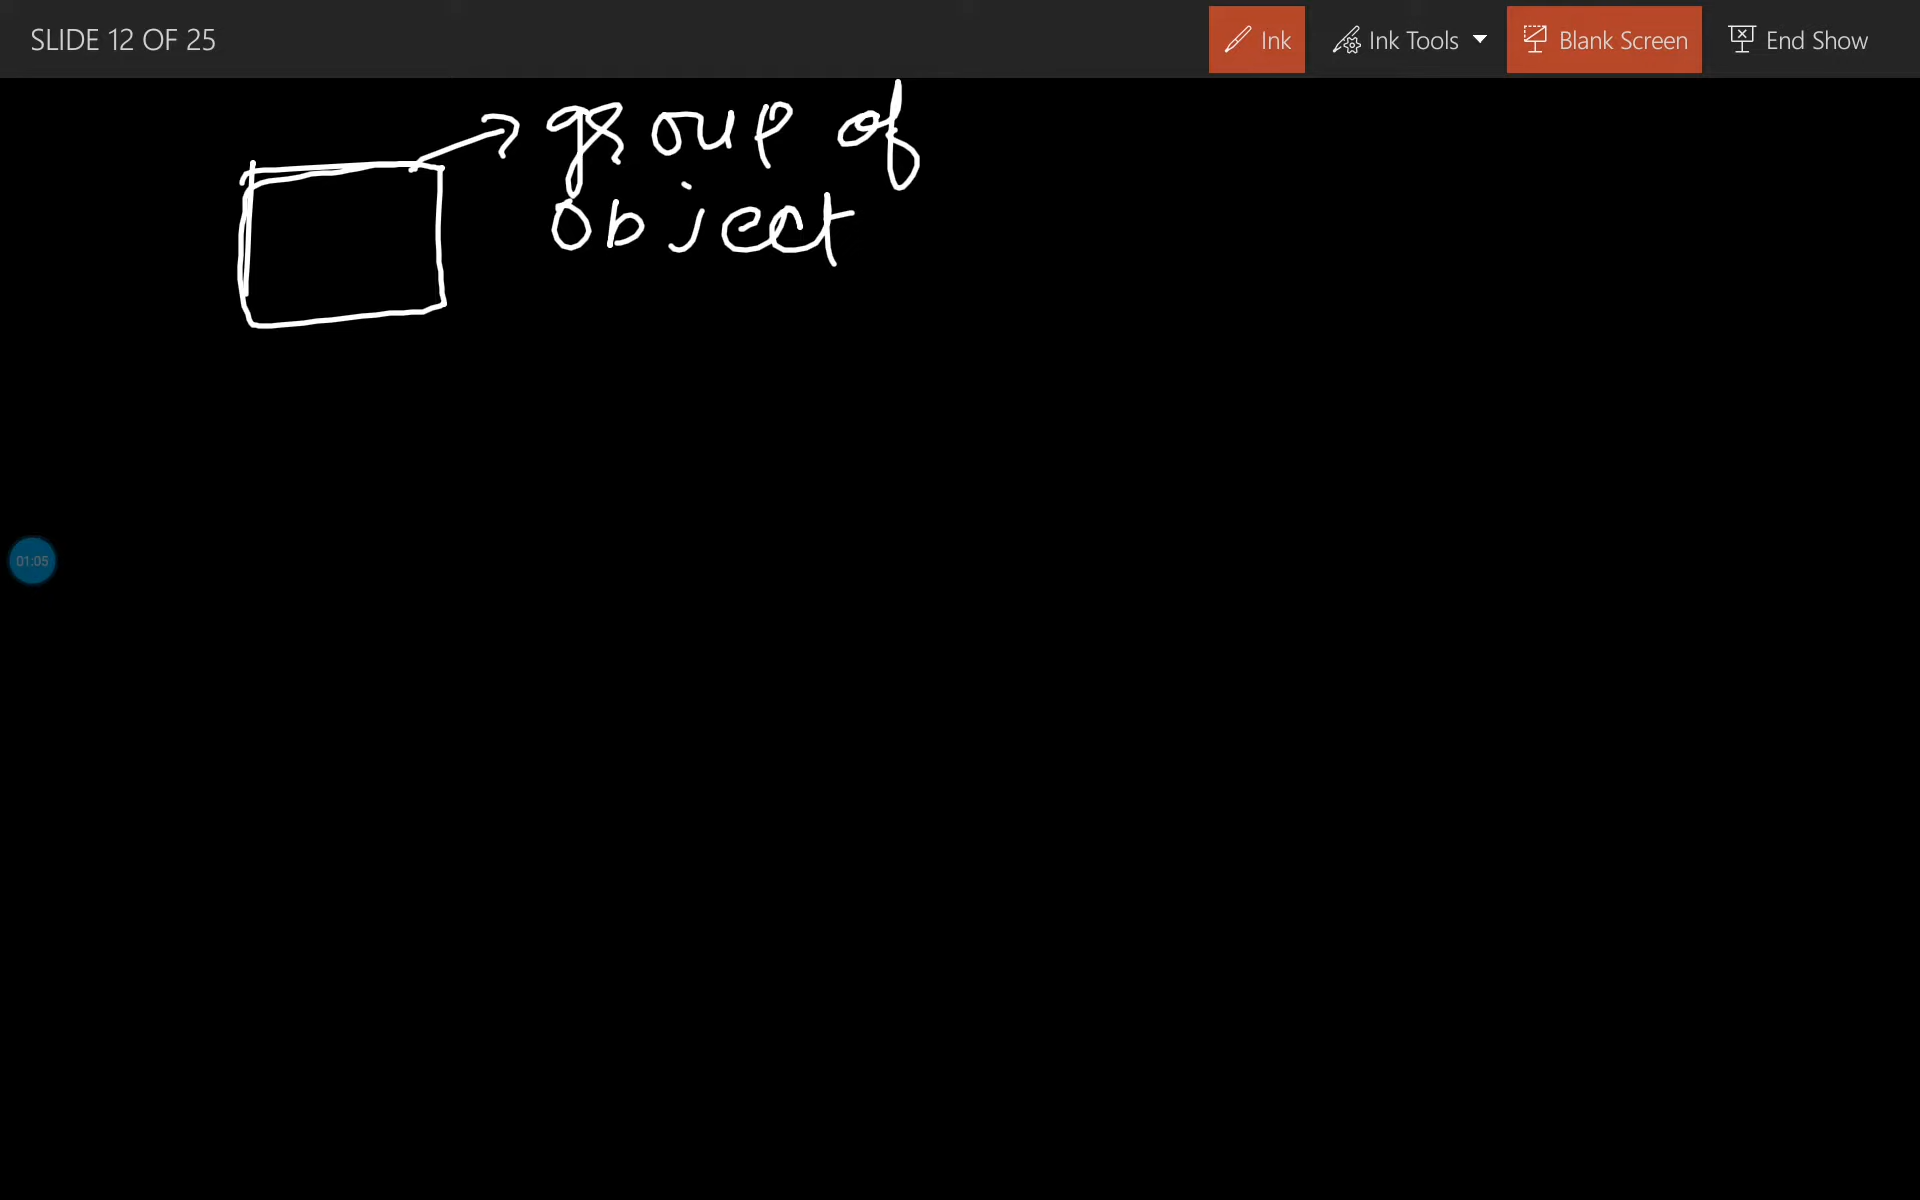 SLIDE 12 OF 25
Ink
Ink Tools
Blank Screen
End Show
group of
object
01:05